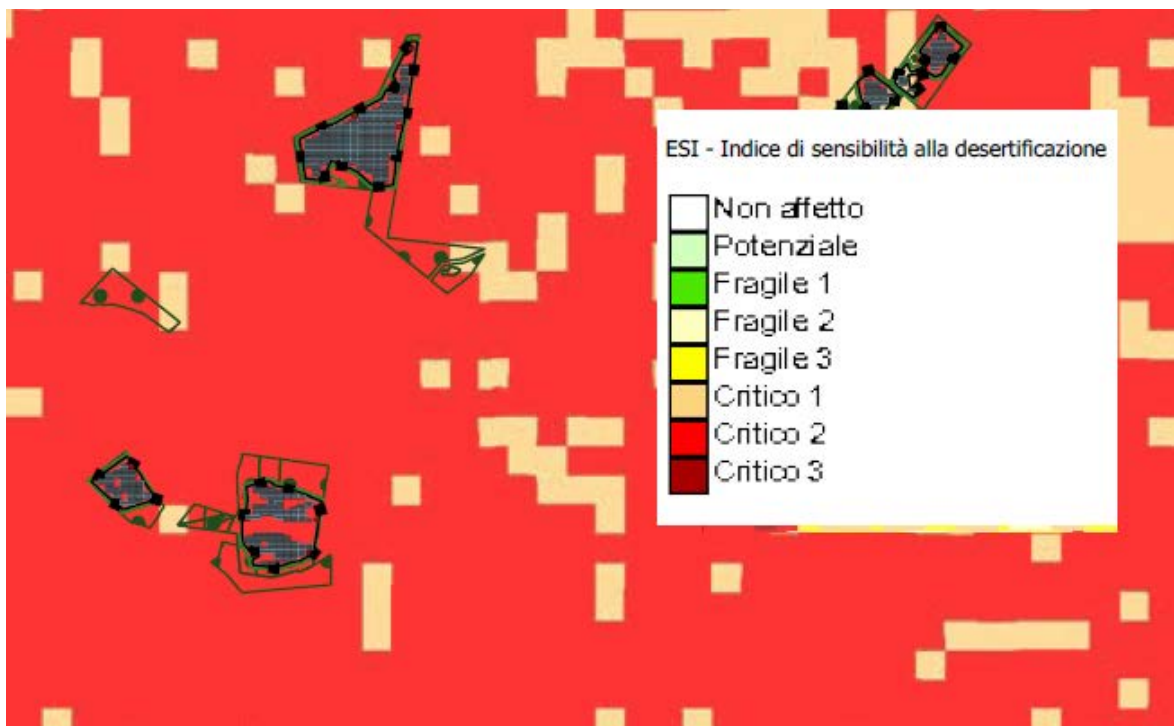 ESI - Indice di sensibilità alla desertificazione
Non affetto
Potenziale
Fragile 1
Fragile 2
Fragile 3
Critico 1
Critico 2
Critico 3